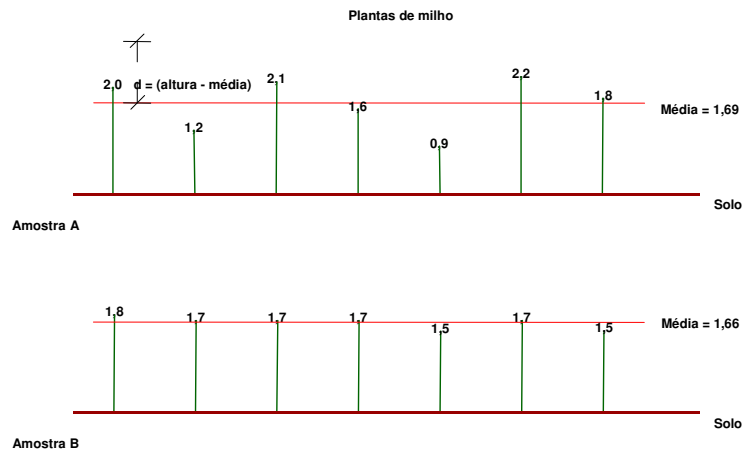 Plantas de milho
2,0
d = (altura - média)
2,1
2,2
1,6
1,8
Média = 1,69
1,2
0,9
Solo
Amostra A
1,8
1,7
1,7
1,7
1,5
1,7
1,5
Média = 1,66
Solo
Amostra B